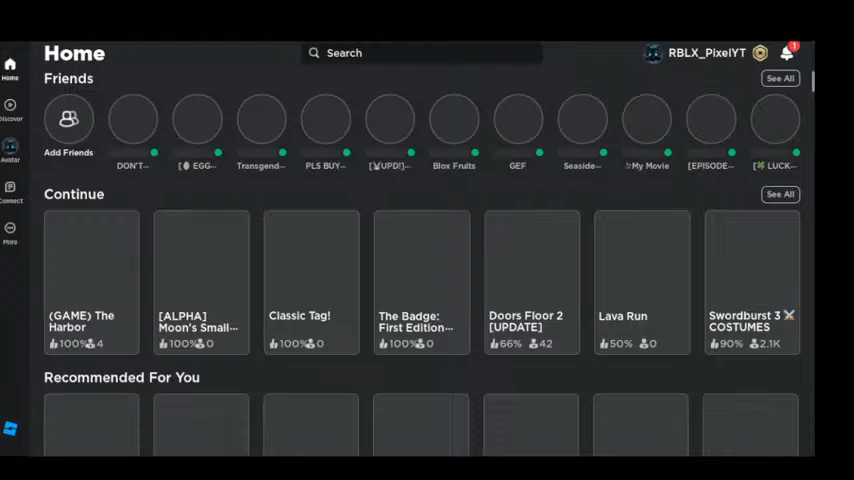 Home
Search
RBLX_PixelYT
1
Friends
See All
Home
Discover
Avatar
Connect
More
Add Friends
DON'T...
[🥚 EGG...
Transgend...
PLS BUY...
Blox Fruits
GEF
Seaside...
My Movie
[EPISODE...
[🍀 LUCK...
Continue
See All
(GAME) The
Harbor
100% 4
[ALPHA]
Moon's Small...
100% 0
Classic Tag!
100% 0
The Badge:
First Edition...
100% 0
Doors Floor 2
[UPDATE]
66% 42
Lava Run
50% 0
Swordburst 3 ⚔️
COSTUMES
90% 2.1K
Recommended For You